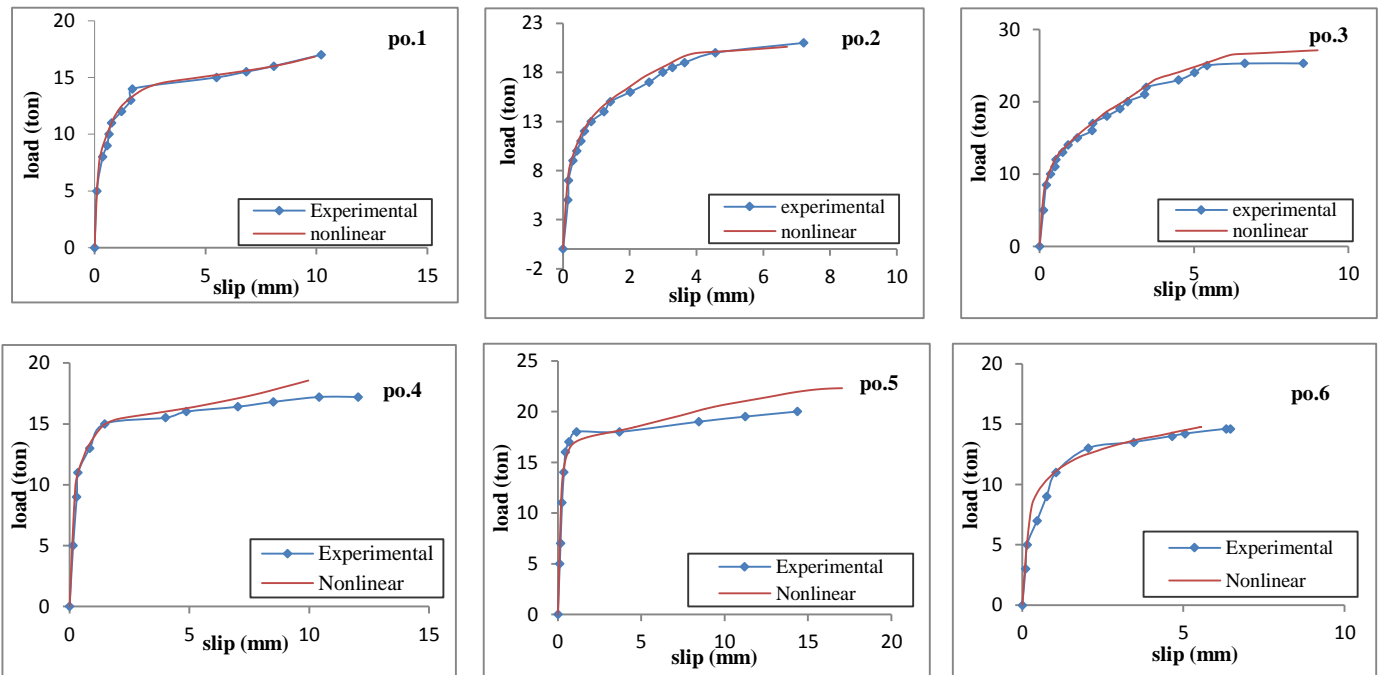 po.1
20
15
10
5
0
load (ton)
Experimental
nonlinear
0 5 10 15
slip (mm)
po.2
23
18
13
8
3
-2
load (ton)
experimental
nonlinear
0 2 4 6 8 10
slip (mm)
po.3
30
20
10
0
load (ton)
experimental
nonlinear
0 5 10
slip (mm)
po.4
20
15
10
5
0
load (ton)
Experimental
Nonlinear
0 5 10 15
slip (mm)
po.5
25
20
15
10
5
0
load (ton)
Experimental
Nonlinear
0 5 10 15 20
slip (mm)
po.6
20
15
10
5
0
load (ton)
Experimental
Nonlinear
0 5 10
slip (mm)